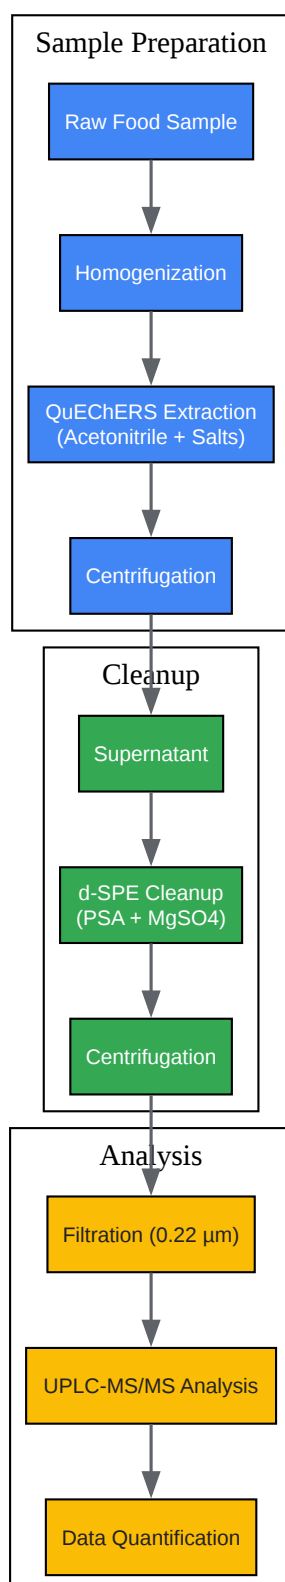 Sample Preparation
Raw Food Sample
Homogenization
QuEChERS Extraction
(Acetonitrile + Salts)
Centrifugation
Cleanup
Supernatant
d-SPE Cleanup
(PSA + MgSO4)
Centrifugation
Analysis
Filtration (0.22 µm)
UPLC-MS/MS Analysis
Data Quantification